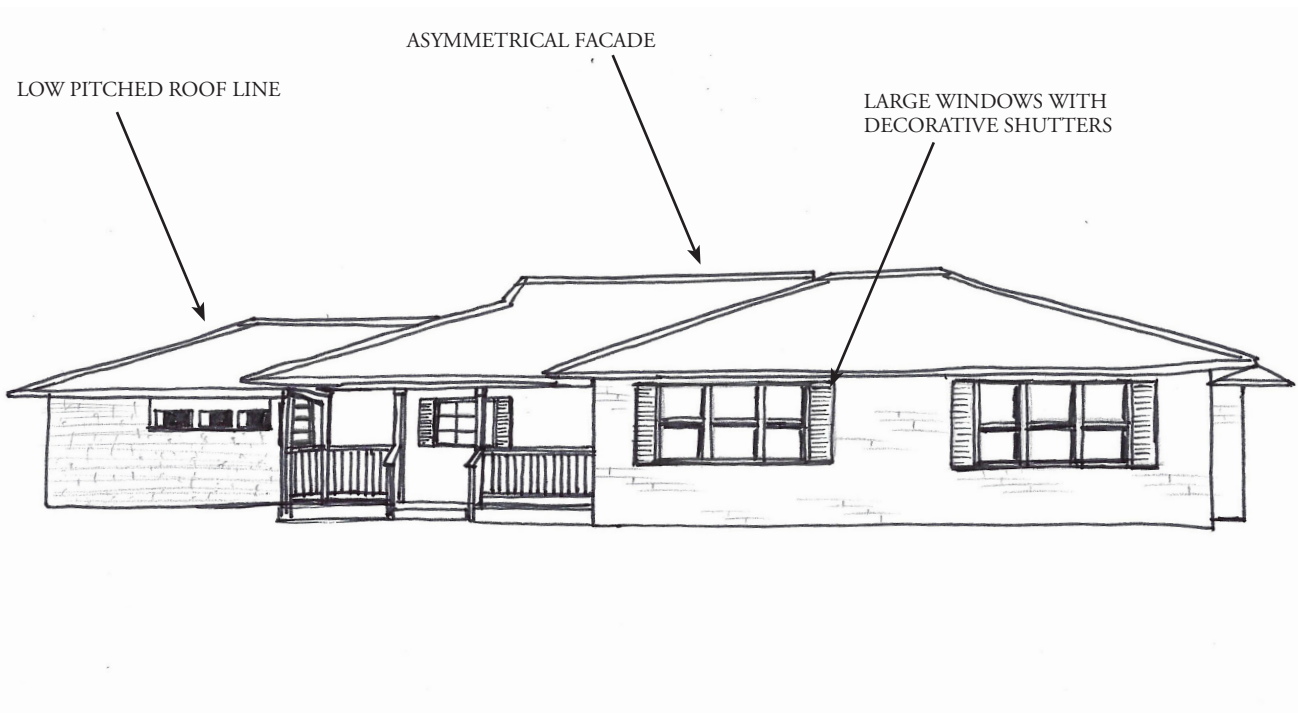 ASYMMETRICAL FACADE
LOW PITCHED ROOF LINE
LARGE WINDOWS WITH
DECORATIVE SHUTTERS